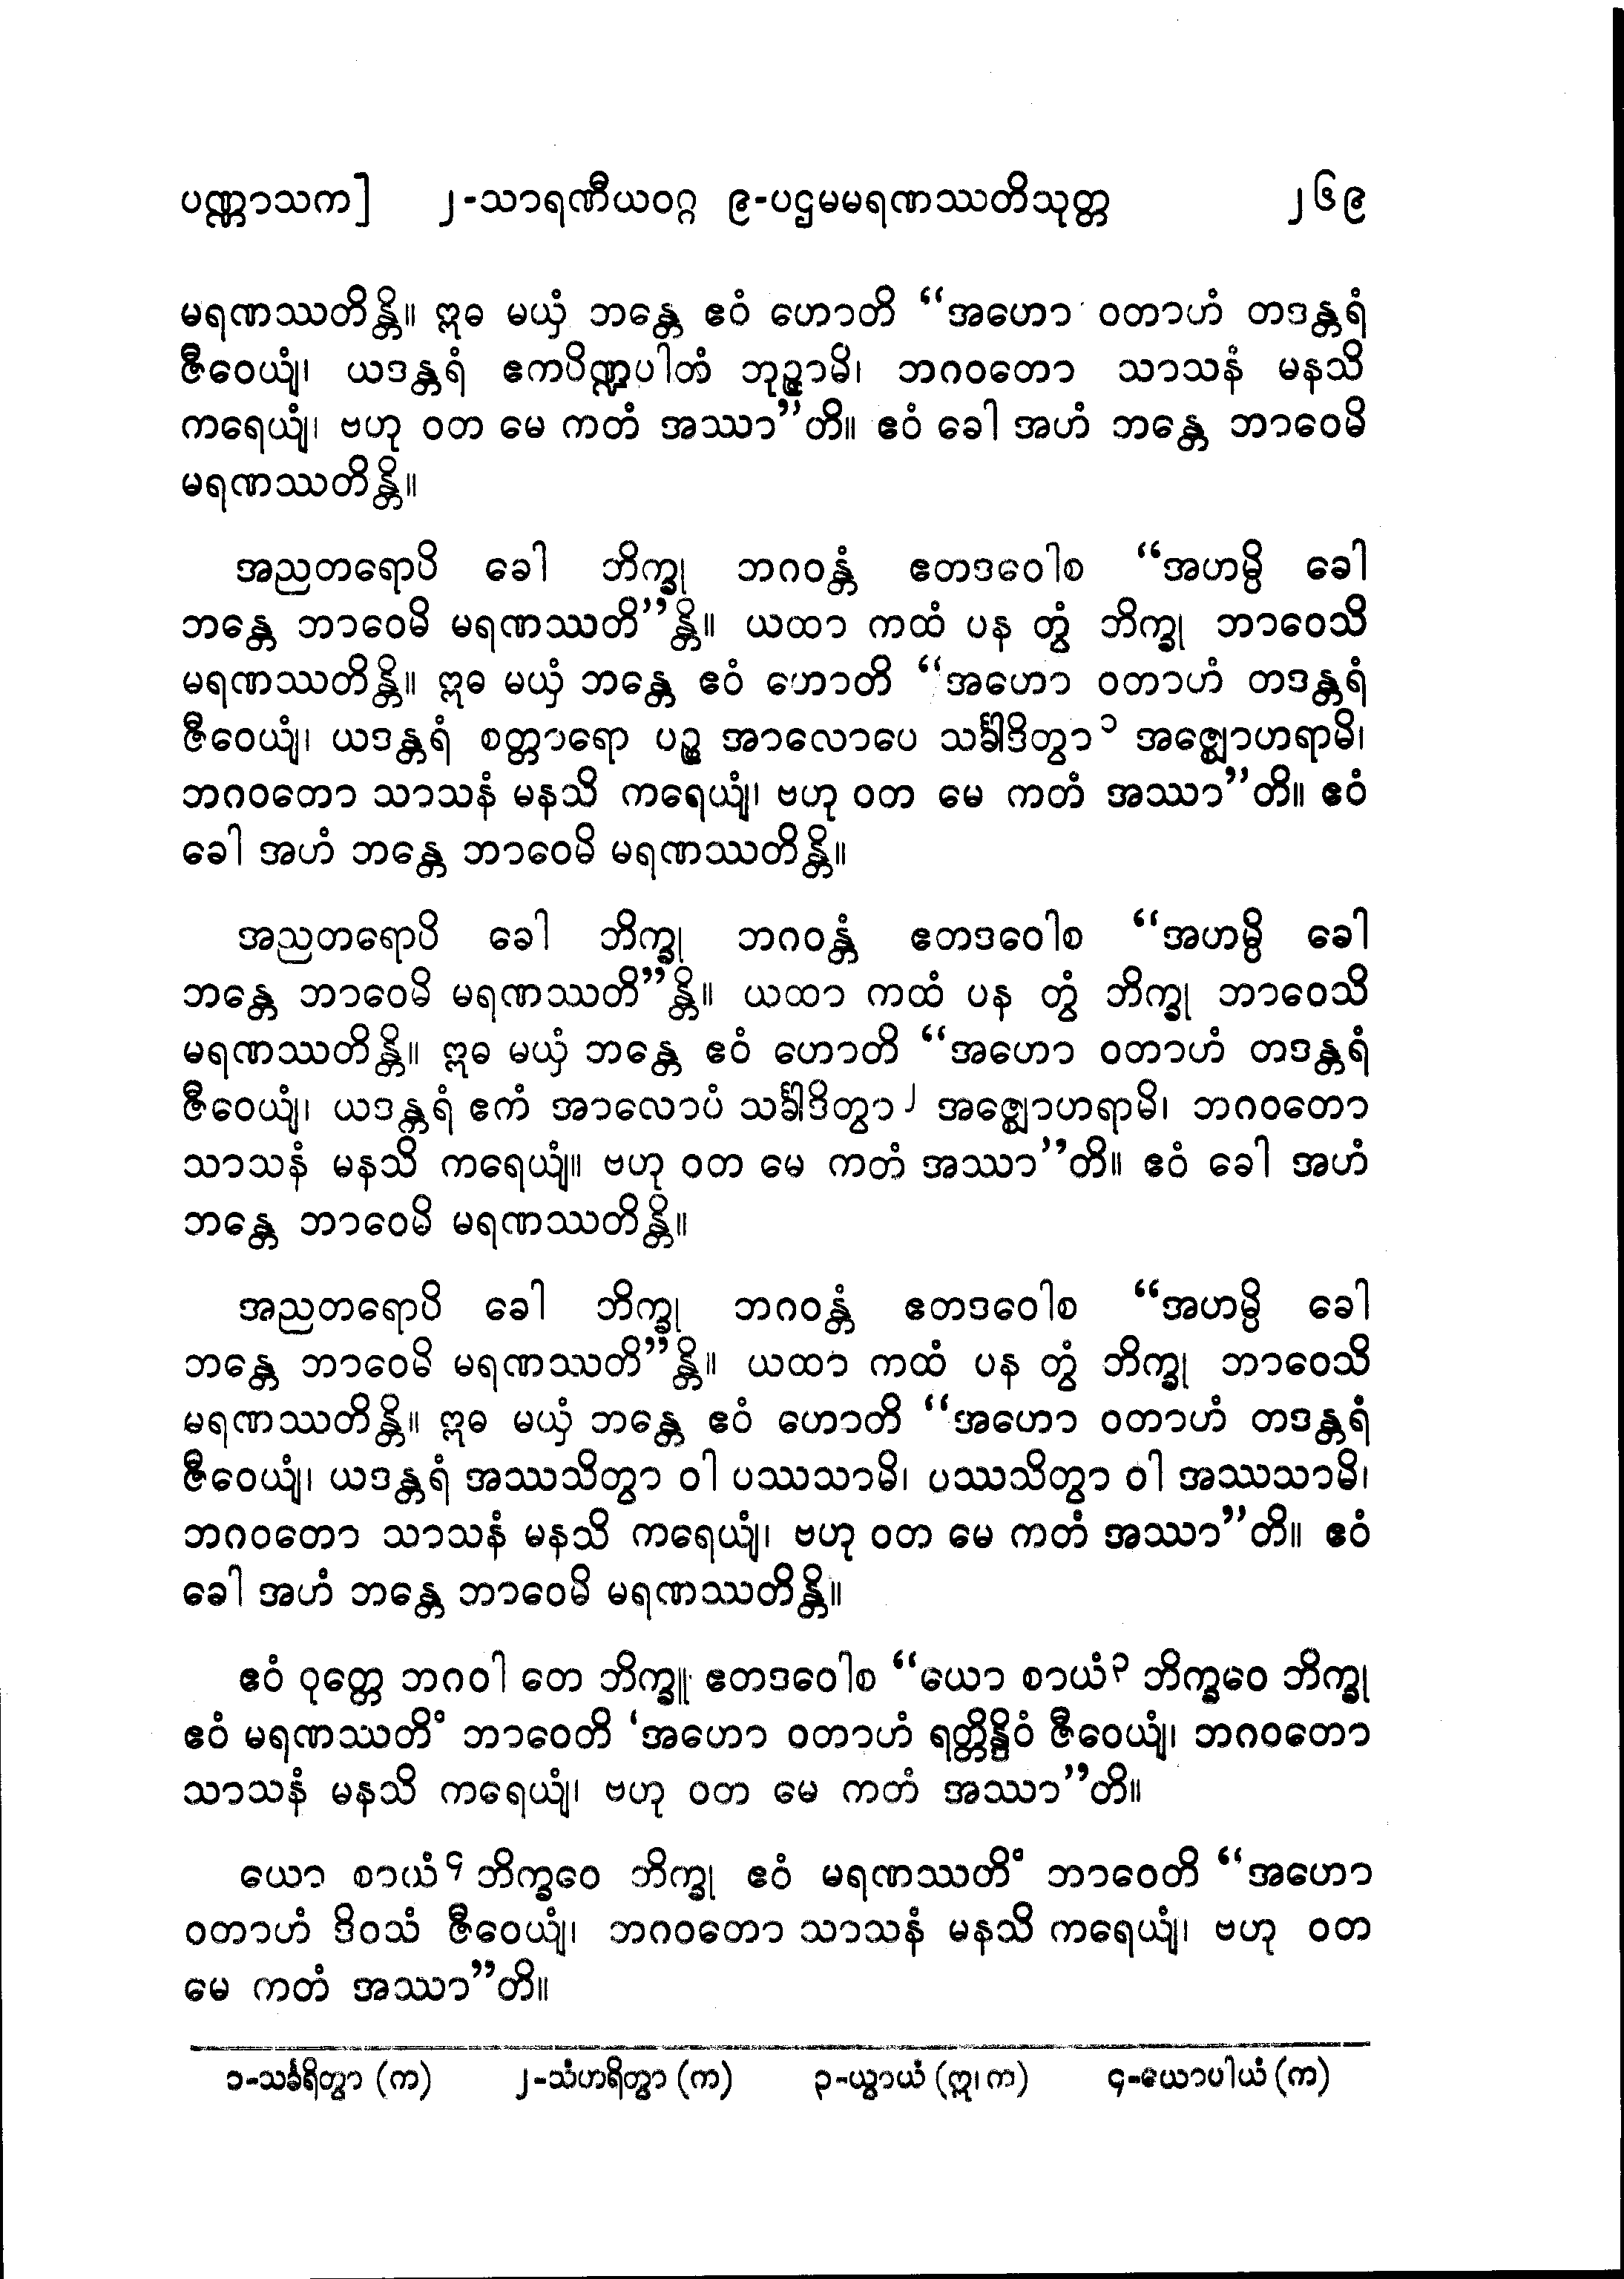 ပဏ္ဏာသက] ၂-သာရဏီယဝဂ္ဂ ၉-ပဌမမရဏဿတိသုတ္တ ၂၆၉
မရဏဿတိန္တိ။ ဣဓ မယှံ ဘန္တေ ဧဝံ ဟောတိ “အဟော ဝတာဟံ တဒန္တရံ
ဇီဝေယျံ၊ ယဒန္တရံ ဧကပိဏ္ဍပါတံ ဘုဉ္ဇာမိ၊ ဘဂဝတော သာသနံ မနသိ
ကရေယျံ၊ ဗဟု ဝတ မေ ကတံ အဿာ”တိ။ ဧဝံ ခေါ အဟံ ဘန္တေ ဘာဝေမိ
မရဏဿတိန္တိ။
အညတရောပိ ခေါ ဘိက္ခု ဘဂဝန္တံ ဧတဒဝေါစ “အဟမ္ပိ ခေါ
ဘန္တေ ဘာဝေမိ မရဏဿတိ”န္တိ။ ယထာ ကထံ ပန တွံ ဘိက္ခု ဘာဝေသိ
မရဏဿတိန္တိ။ ဣဓ မယှံ ဘန္တေ ဧဝံ ဟောတိ “အဟော ဝတာဟံ တဒန္တရံ
ဇီဝေယျံ၊ ယဒန္တရံ စတ္တာရော ပဉ္စ အာလောပေ သင်္ခါဒိတွာ ၁ အဇ္ဈောဟရာမိ၊
ဘဂဝတော သာသနံ မနသိ ကရေယျံ၊ ဗဟု ဝတ မေ ကတံ အဿာ”တိ။ ဧဝံ
ခေါ အဟံ ဘန္တေ ဘာဝေမိ မရဏဿတိန္တိ။
အညတရောပိ ခေါ ဘိက္ခု ဘဂဝန္တံ ဧတဒဝေါစ “အဟမ္ပိ ခေါ
ဘန္တေ ဘာဝေမိ မရဏဿတိ”န္တိ။ ယထာ ကထံ ပန တွံ ဘိက္ခု ဘာဝေသိ
မရဏဿတိန္တိ။ ဣဓ မယှံ ဘန္တေ ဧဝံ ဟောတိ “အဟော ဝတာဟံ တဒန္တရံ
ဇီဝေယျံ၊ ယဒန္တရံ ဧကံ အာလောပံ သင်္ခါဒိတွာ ၂ အဇ္ဈောဟရာမိ၊ ဘဂဝတော
သာသနံ မနသိ ကရေယျံ။ ဗဟု ဝတ မေ ကတံ အဿာ”တိ။ ဧဝံ ခေါ အဟံ
ဘန္တေ ဘာဝေမိ မရဏဿတိန္တိ။
အညတရောပိ ခေါ ဘိက္ခု ဘဂဝန္တံ ဧတဒဝေါစ “အဟမ္ပိ ခေါ
ဘန္တေ ဘာဝေမိ မရဏဿတိ”န္တိ။ ယထာ ကထံ ပန တွံ ဘိက္ခု ဘာဝေသိ
မရဏဿတိန္တိ။ ဣဓ မယှံ ဘန္တေ ဧဝံ ဟောတိ “အဟော ဝတာဟံ တဒန္တရံ
ဇီဝေယျံ၊ ယဒန္တရံ အဿသိတွာ ဝါ ပဿသာမိ၊ ပဿသိတွာ ဝါ အဿသာမိ၊
ဘဂဝတော သာသနံ မနသိ ကရေယျံ၊ ဗဟု ဝတ မေ ကတံ အဿာ”တိ။ ဧဝံ
ခေါ အဟံ ဘန္တေ ဘာဝေမိ မရဏဿတိန္တိ။
ဧဝံ ဝုတ္တေ ဘဂဝါ တေ ဘိက္ခူ ဧတဒဝေါစ “ယော စာယံ ၃ ဘိက္ခဝေ ဘိက္ခု
ဧဝံ မရဏဿတိံ ဘာဝေတိ ‘အဟော ဝတာဟံ ရတ္တိန္ဒိဝံ ဇီဝေယျံ၊ ဘဂဝတော
သာသနံ မနသိ ကရေယျံ၊ ဗဟု ဝတ မေ ကတံ အဿာ”တိ။
ယော စာယံ ၄ ဘိက္ခဝေ ဘိက္ခု ဧဝံ မရဏဿတိံ ဘာဝေတိ “အဟော
ဝတာဟံ ဒိဝသံ ဇီဝေယျံ၊ ဘဂဝတော သာသနံ မနသိ ကရေယျံ၊ ဗဟု ဝတ
မေ ကတံ အဿာ”တိ။
၁-သင်္ခရိတွာ (က) ၂-သံဟရိတွာ (က) ၃-ယွာယံ (ဣ၊ က) ၄-ယောပါယံ (က)